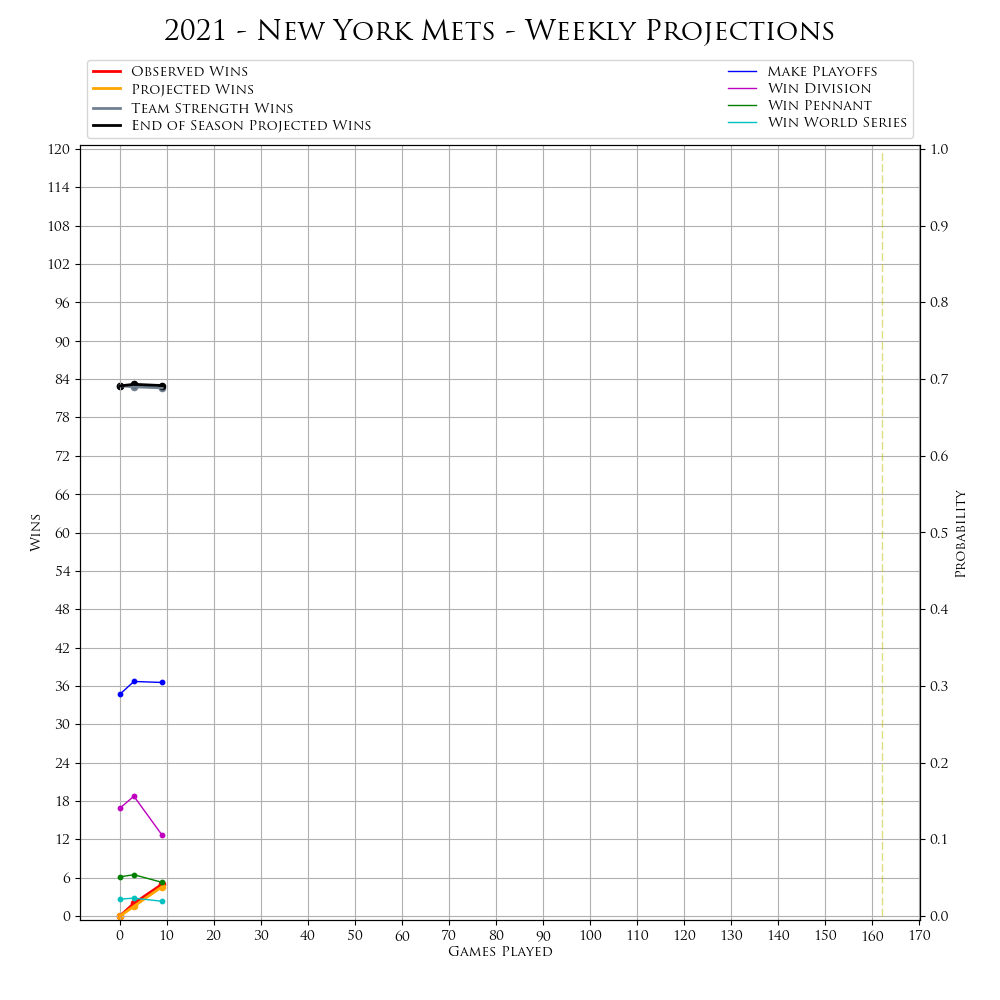 2021 - New York Mets - Weekly Projections
Observed Wins
Projected Wins
Team Strength Wins
End of Season Projected Wins
Make Playoffs
Win Division
Win Pennant
Win World Series
120
114
108
102
96
90
84
78
72
66
60
54
48
42
36
30
24
18
12
6
0
Wins
1.0
0.9
0.8
0.7
0.6
0.5
0.4
0.3
0.2
0.1
0.0
Probability
0 10 20 30 40 50 60 70 80 90 100 110 120 130 140 150 160 170
Games Played